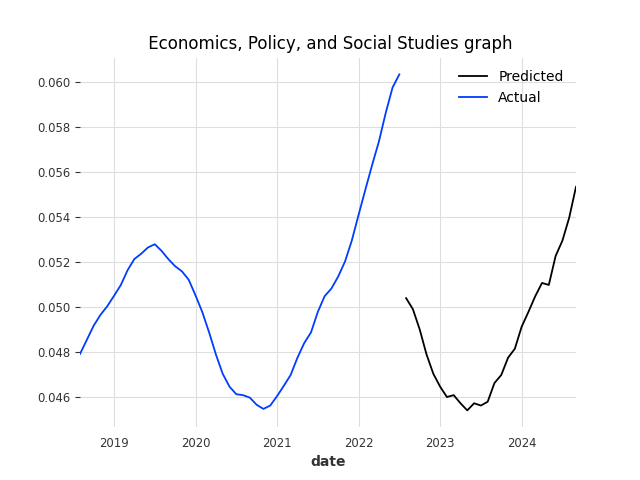 Economics, Policy, and Social Studies graph
Predicted
Actual
0.060
0.058
0.056
0.054
0.052
0.050
0.048
0.046
2019 2020 2021 2022 2023 2024
date